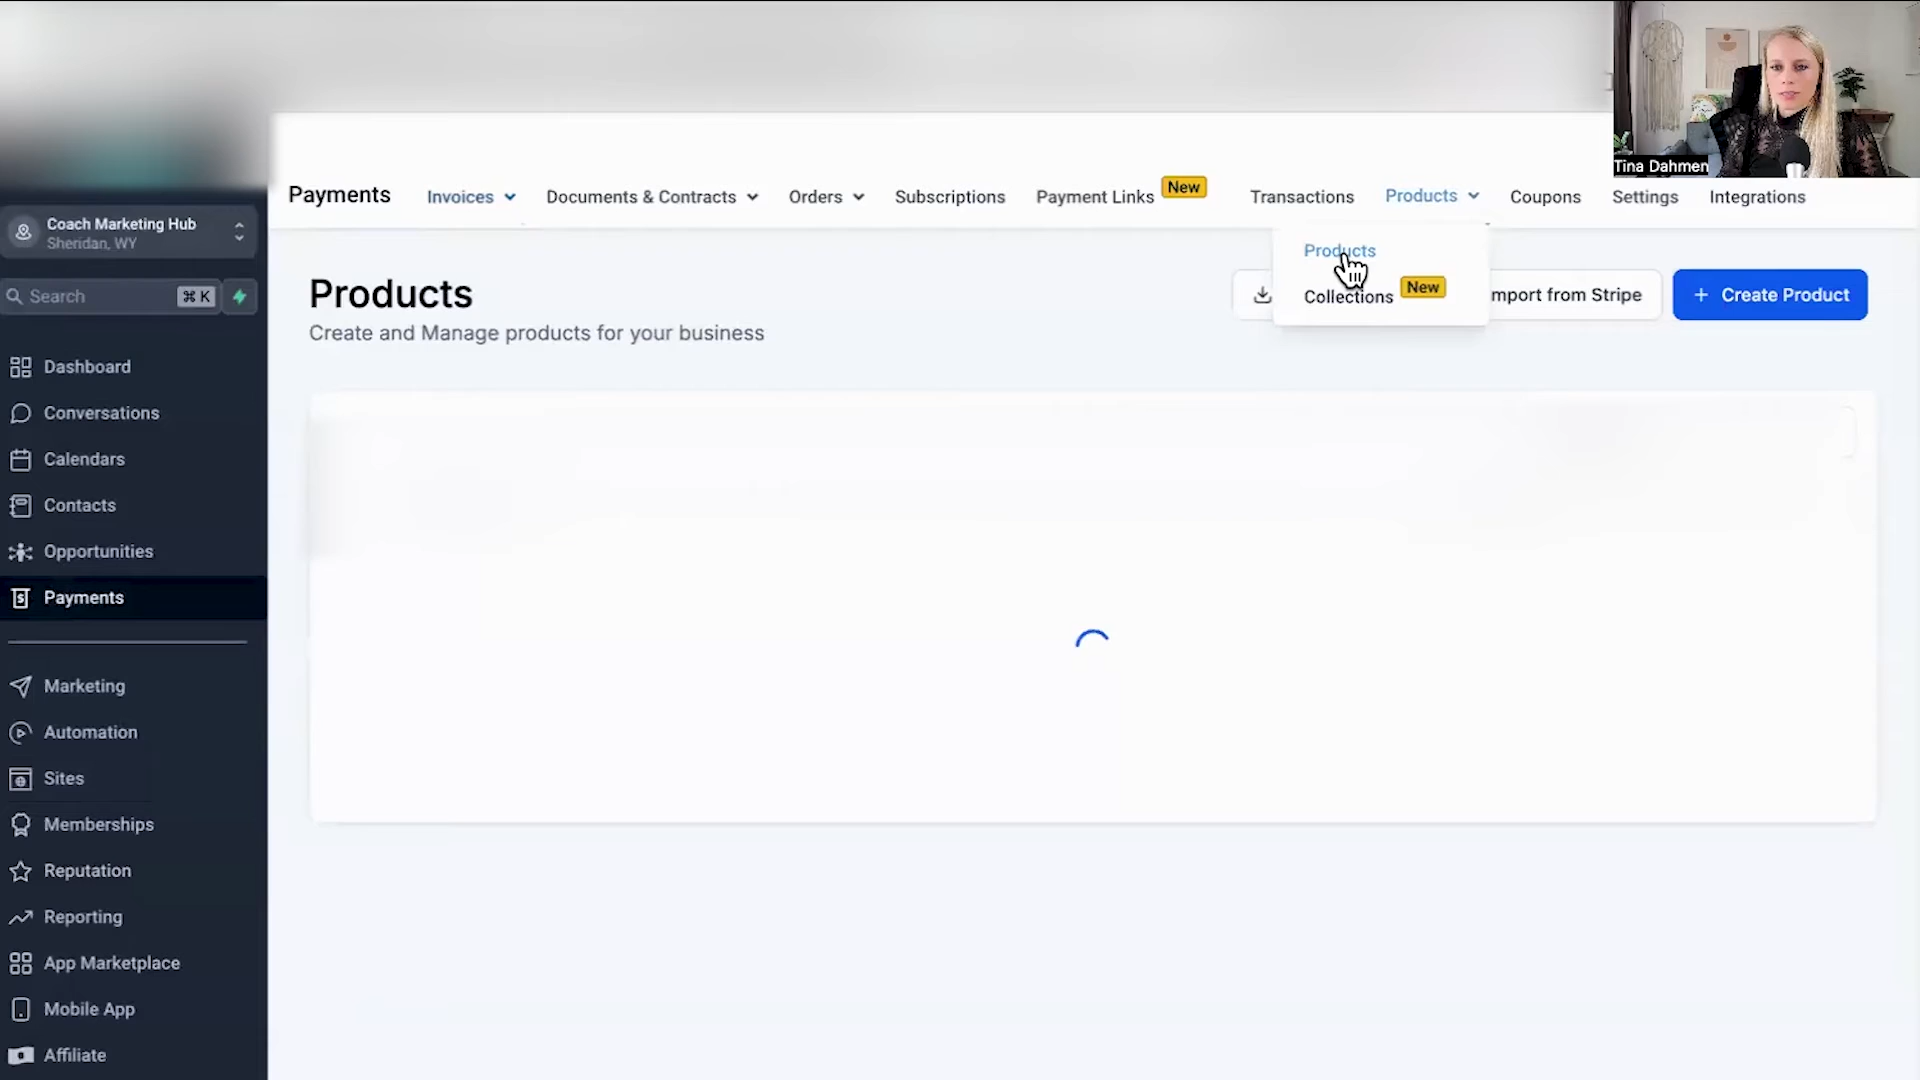 Tina Dahmen
Payments
Invoices
Documents & Contracts
Orders
Subscriptions
Payment Links
New
Transactions
Products
Coupons
Settings
Integrations
Coach Marketing Hub
Sheridan, WY
Search
⌘ K
Products
Collections
New
Products
Create and Manage products for your business
mport from Stripe
+ Create Product
Dashboard
Conversations
Calendars
Contacts
Opportunities
Payments
Marketing
Automation
Sites
Memberships
Reputation
Reporting
App Marketplace
Mobile App
Affiliate